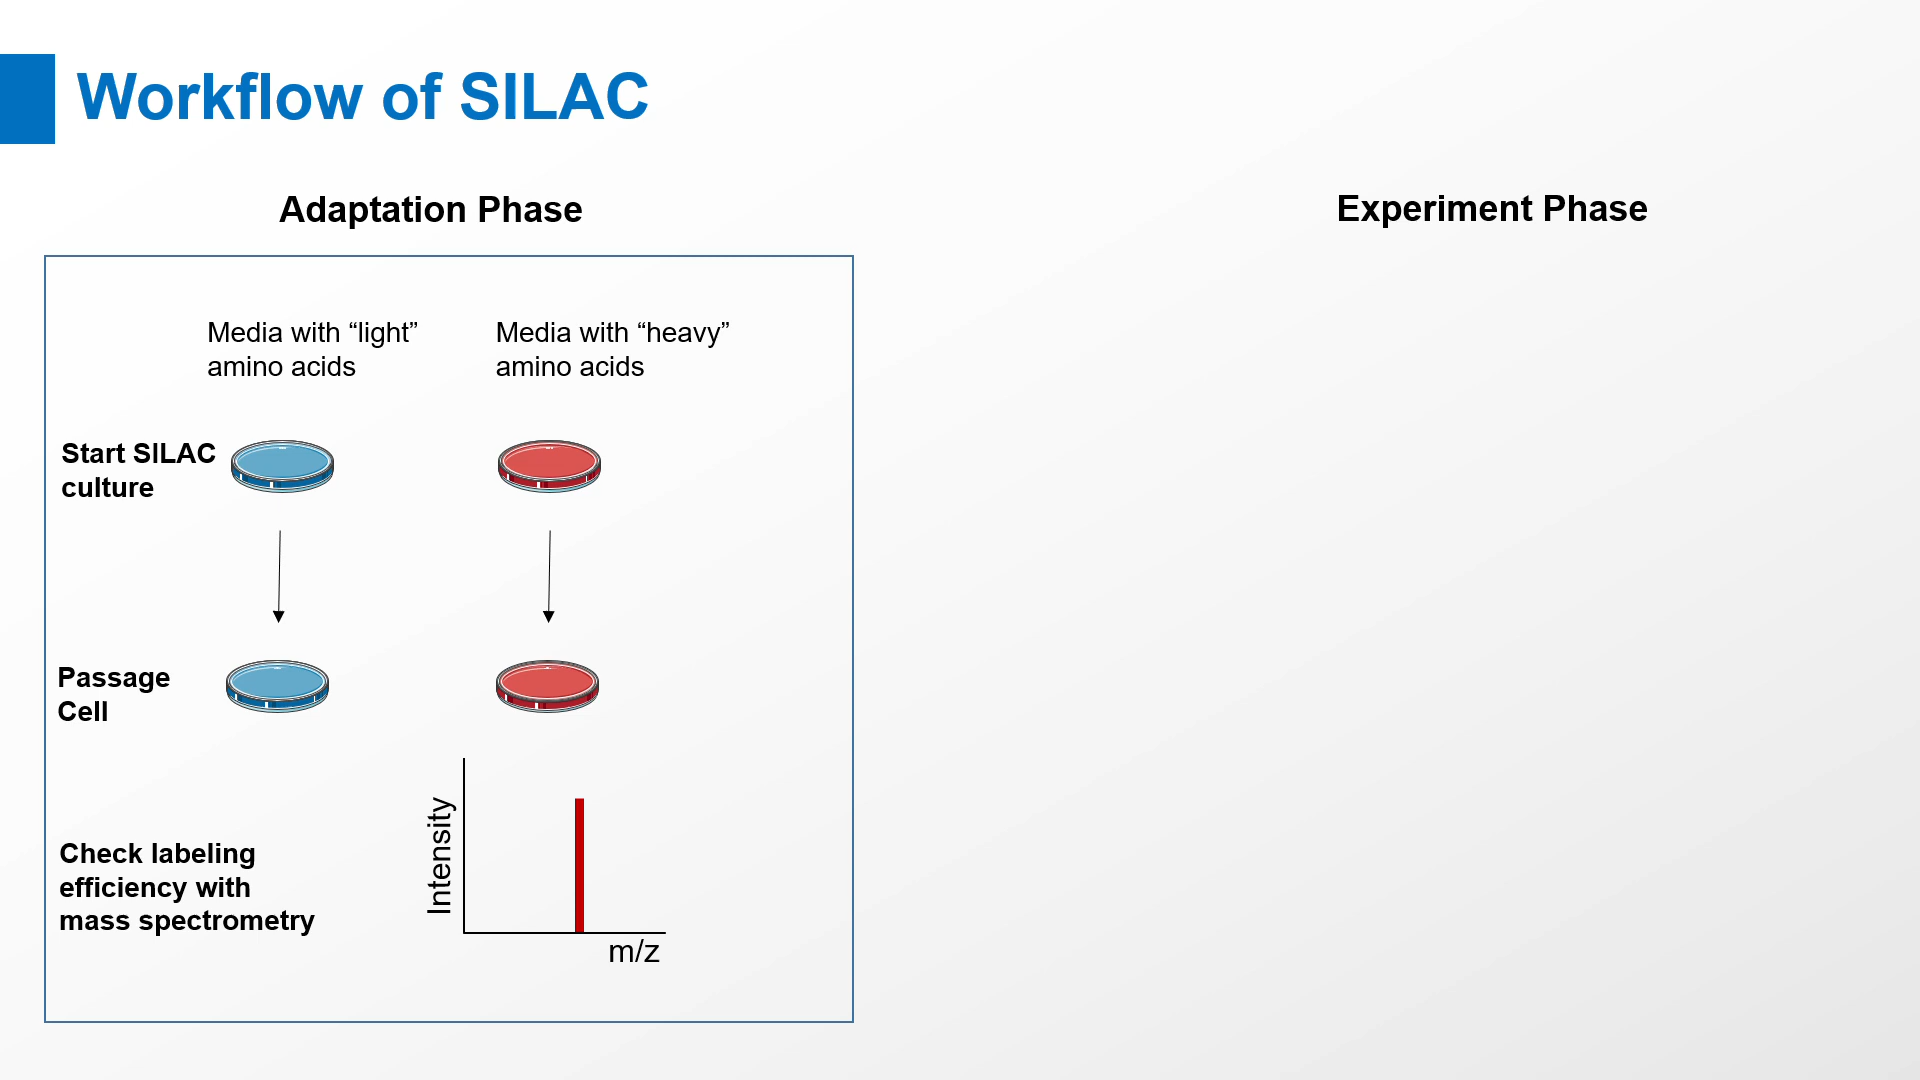 Workflow of SILAC
Adaptation Phase
Experiment Phase
Media with “light”
amino acids
Media with “heavy”
amino acids
Start SILAC
culture
Passage
Cell
Check labeling
efficiency with
mass spectrometry
Intensity
m/z